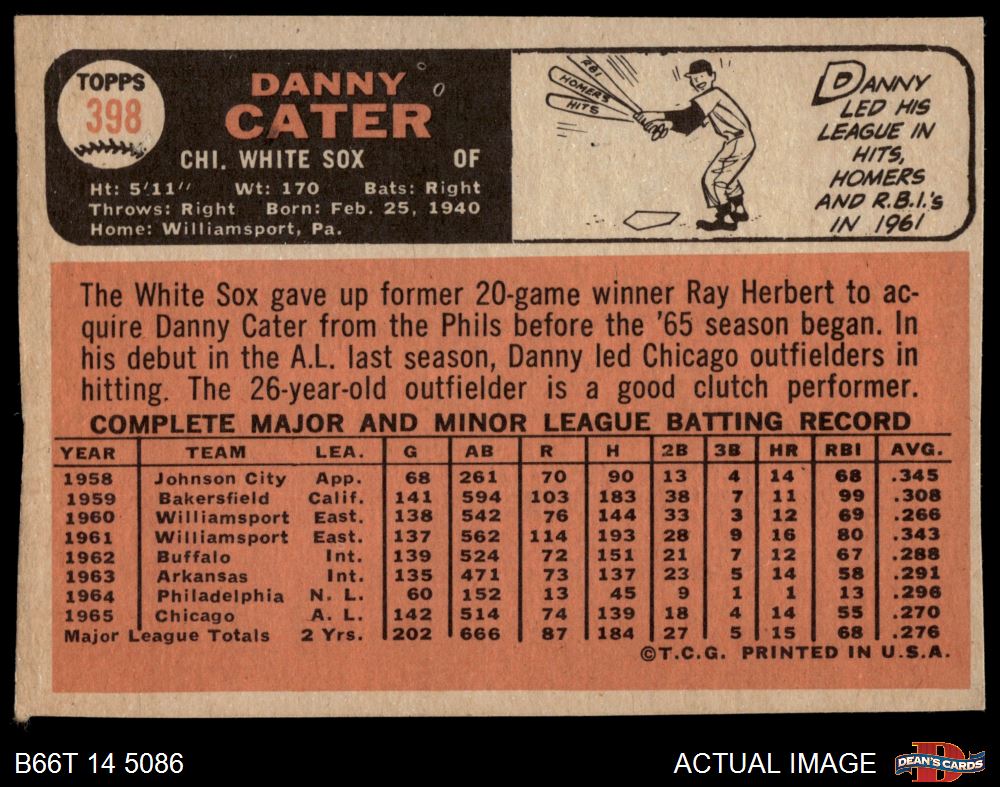 TOPPS
398
DANNY
CATER
CHI. WHITE SOX OF
Ht: 5'11" Wt: 170 Bats: Right
Throws: Right Born: Feb. 25, 1940
Home: Williamsport, Pa.
RBI
HOMERS
HITS
DANNY
LED HIS
LEAGUE IN
HITS,
HOMERS
AND R.B.I.'s
IN 1961
The White Sox gave up former 20-game winner Ray Herbert to ac-
quire Danny Cater from the Phils before the '65 season began. In
his debut in the A.L. last season, Danny led Chicago outfielders in
hitting. The 26-year-old outfielder is a good clutch performer.
COMPLETE MAJOR AND MINOR LEAGUE BATTING RECORD
YEAR TEAM LEA. G AB R H 2B 3B HR RBI AVG.
1958 Johnson City App. 68 261 70 90 13 4 14 68 .345
1959 Bakersfield Calif. 141 594 103 183 38 7 11 99 .308
1960 Williamsport East. 138 542 76 144 33 3 12 69 .266
1961 Williamsport East. 137 562 114 193 28 9 16 80 .343
1962 Buffalo Int. 139 524 72 151 21 7 12 67 .288
1963 Arkansas Int. 135 471 73 137 23 5 14 58 .291
1964 Philadelphia N. L. 60 152 13 45 9 1 1 13 .296
1965 Chicago A. L. 142 514 74 139 18 4 14 55 .270
Major League Totals 2 Yrs. 202 666 87 184 27 5 15 68 .276
©T.C.G. PRINTED IN U.S.A.
B66T 14 5086 ACTUAL IMAGE
B
DEAN'S CARDS